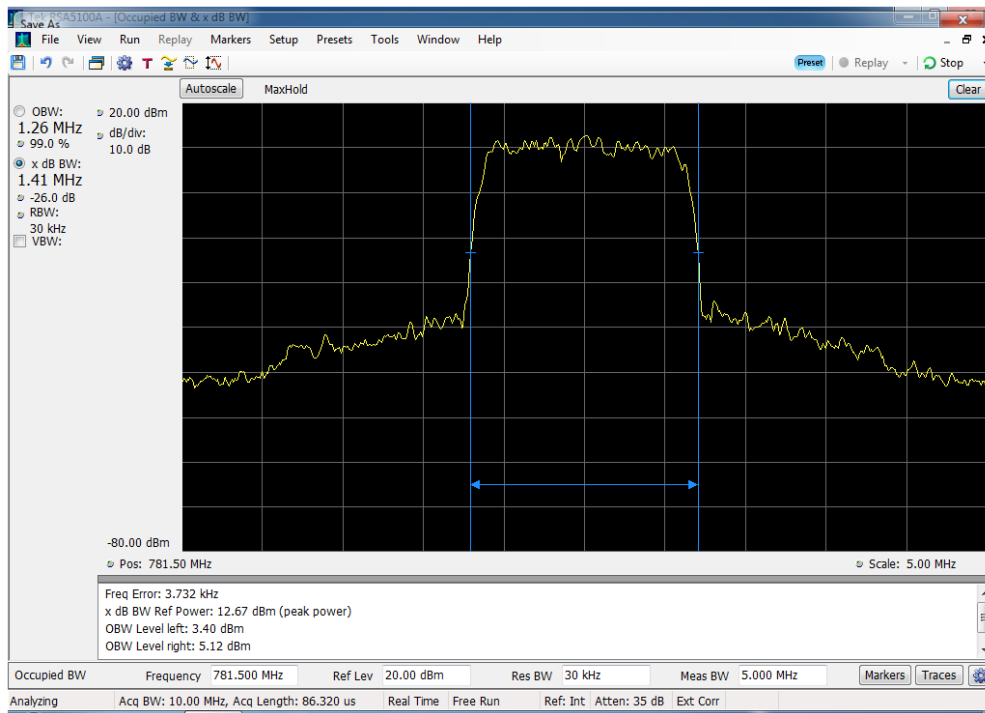 Tek RSA5100A - [Occupied BW & x dB BW]
Save As
File View Run Replay Markers Setup Presets Tools Window Help
T Preset Replay Stop
Autoscale MaxHold Clear
OBW:
1.26 MHz
99.0 %
x dB BW:
1.41 MHz
-26.0 dB
RBW:
30 kHz
VBW:
20.00 dBm
dB/div:
10.0 dB
-80.00 dBm
Pos: 781.50 MHz Scale: 5.00 MHz
Freq Error: 3.732 kHz
x dB BW Ref Power: 12.67 dBm (peak power)
OBW Level left: 3.40 dBm
OBW Level right: 5.12 dBm
Occupied BW Frequency 781.500 MHz Ref Lev 20.00 dBm Res BW 30 kHz Meas BW 5.000 MHz Markers Traces
Analyzing Acq BW: 10.00 MHz, Acq Length: 86.320 us Real Time Free Run Ref: Int Atten: 35 dB Ext Corr